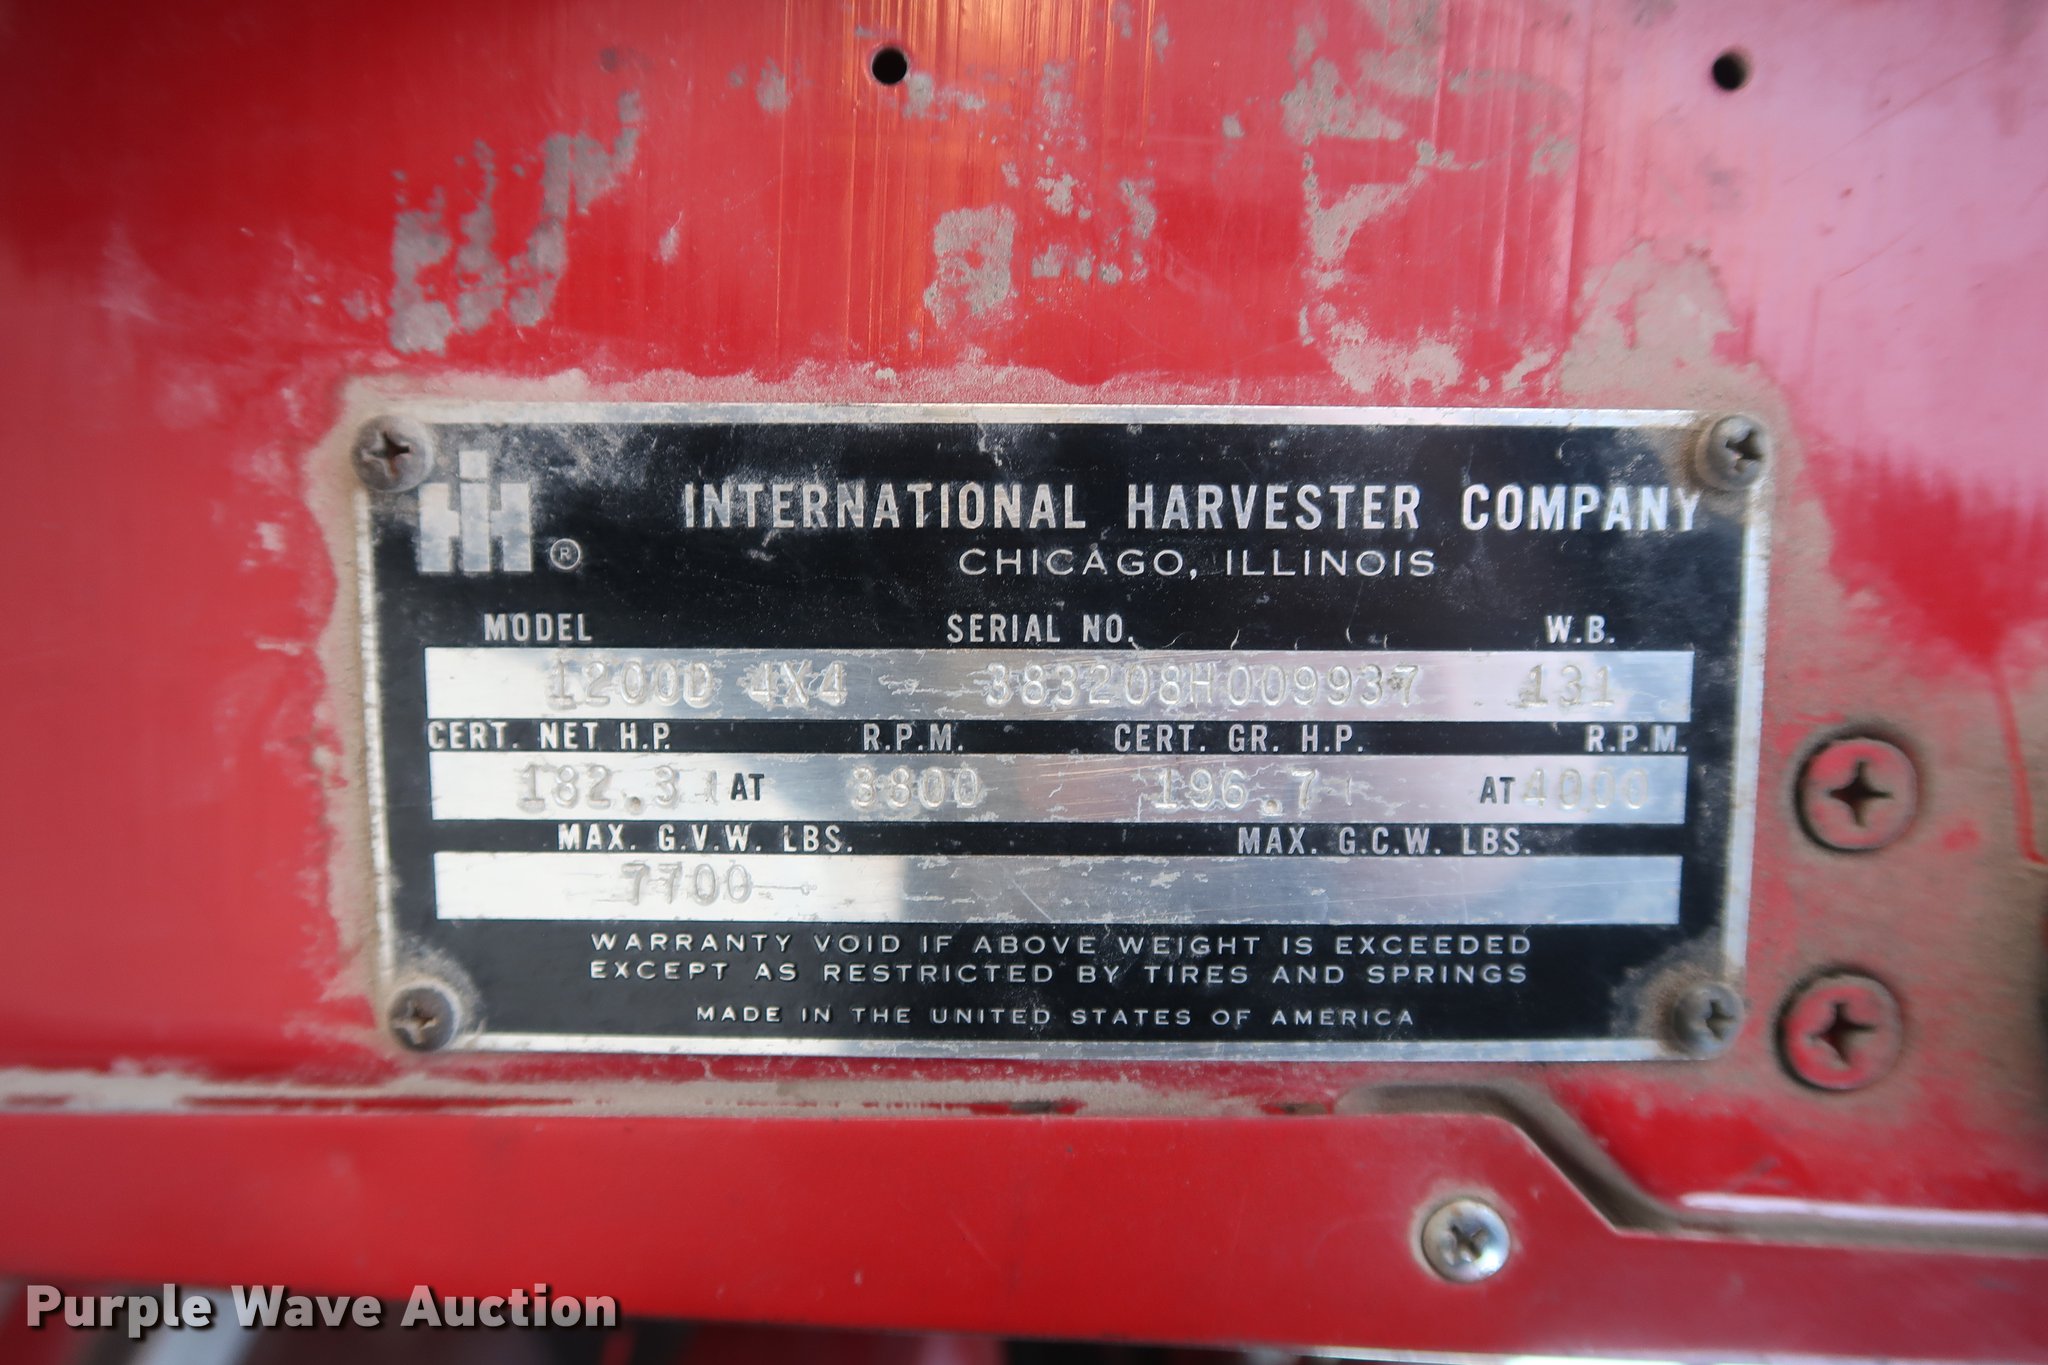 IH ®
INTERNATIONAL HARVESTER COMPANY
CHICAGO, ILLINOIS
MODEL SERIAL NO. W.B.
1200D 4X4 383208H009937 131
CERT. NET H.P. R.P.M. CERT. GR. H.P. R.P.M.
182.3 AT 3800 196.7 AT 4000
MAX. G.V.W. LBS. MAX. G.C.W. LBS.
7700
WARRANTY VOID IF ABOVE WEIGHT IS EXCEEDED
EXCEPT AS RESTRICTED BY TIRES AND SPRINGS
MADE IN THE UNITED STATES OF AMERICA
Purple Wave Auction